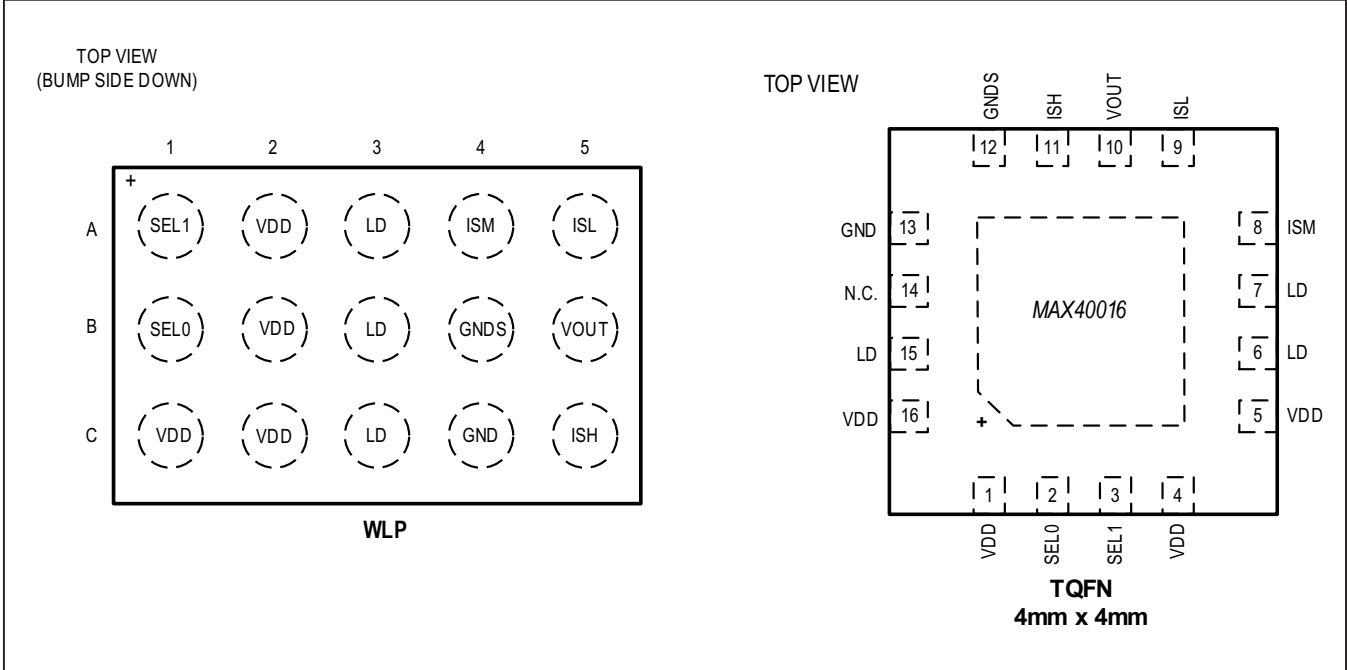 TOP VIEW
(BUMP SIDE DOWN)
1 2 3 4 5
+
A SEL1 VDD LD ISM ISL
B SEL0 VDD LD GNDS VOUT
C VDD VDD LD GND ISH
WLP
TOP VIEW
GNDS ISH VOUT ISL
12 11 10 9
GND 13 8 ISM
N.C. 14 7 LD
MAX40016
LD 15 6 LD
VDD 16 5 VDD
+
1 2 3 4
VDD SEL0 SEL1 VDD
TQFN
4mm x 4mm